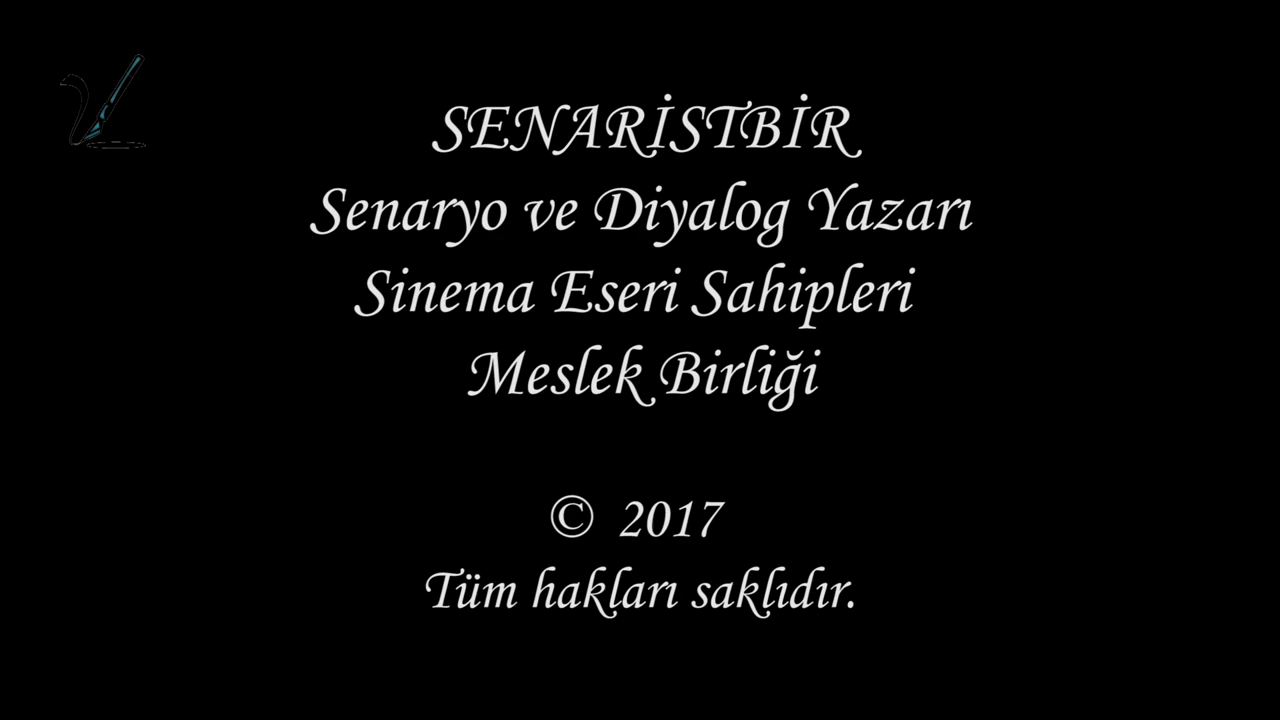 SENARİSTBİR
Senaryo ve Diyalog Yazarı
Sinema Eseri Sahipleri
Meslek Birliği
© 2017
Tüm hakları saklıdır.